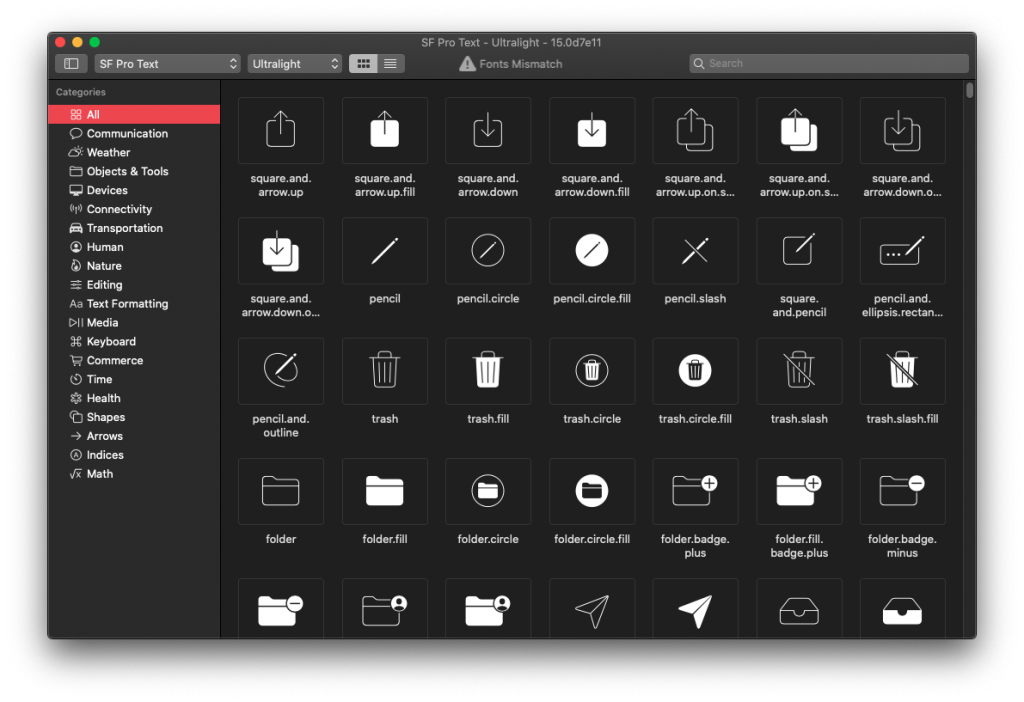 SF Pro Text - Ultralight - 15.0d7e11
SF Pro Text
Ultralight
Fonts Mismatch
Search
Categories
All
Communication
Weather
Objects & Tools
Devices
Connectivity
Transportation
Human
Nature
Editing
Aa Text Formatting
Media
Keyboard
Commerce
Time
Health
Shapes
Arrows
A Indices
√x Math
square.and.
arrow.up
square.and.
arrow.up.fill
square.and.
arrow.down
square.and.
arrow.down.fill
square.and.
arrow.up.on.s...
square.and.
arrow.up.on.s...
square.and.
arrow.down.o...
square.and.
arrow.down.o...
pencil
pencil.circle
pencil.circle.fill
pencil.slash
square.
and.pencil
pencil.and.
ellipsis.rectan...
pencil.and.
outline
trash
trash.fill
trash.circle
trash.circle.fill
trash.slash
trash.slash.fill
folder
folder.fill
folder.circle
folder.circle.fill
folder.badge.
plus
folder.fill.
badge.plus
folder.badge.
minus